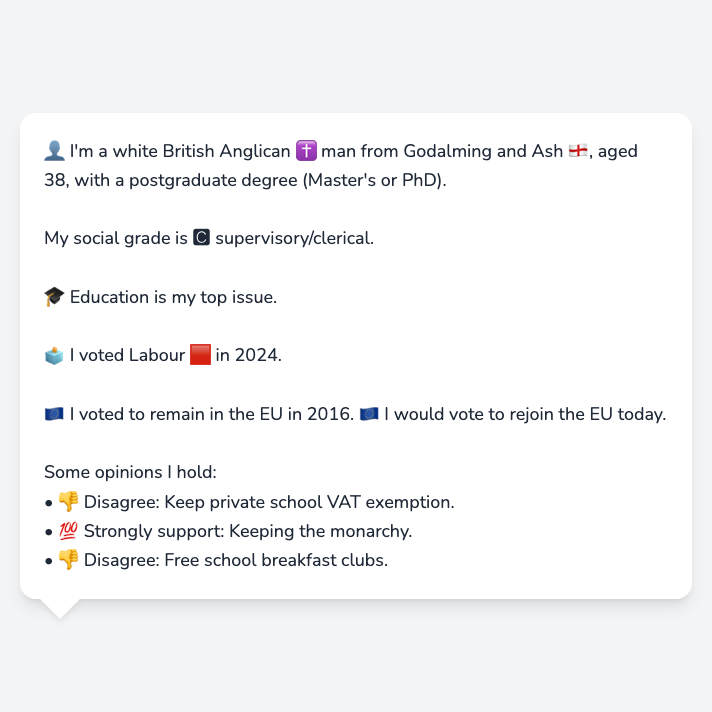 👤 I'm a white British Anglican ✝️ man from Godalming and Ash 🏴󠁧󠁢󠁥󠁮󠁧󠁿, aged
38, with a postgraduate degree (Master's or PhD).
My social grade is 🅲 supervisory/clerical.
🎓 Education is my top issue.
🗳️ I voted Labour 🟥 in 2024.
🇪🇺 I voted to remain in the EU in 2016. 🇪🇺 I would vote to rejoin the EU today.
Some opinions I hold:
• 👎 Disagree: Keep private school VAT exemption.
• 💯 Strongly support: Keeping the monarchy.
• 👎 Disagree: Free school breakfast clubs.